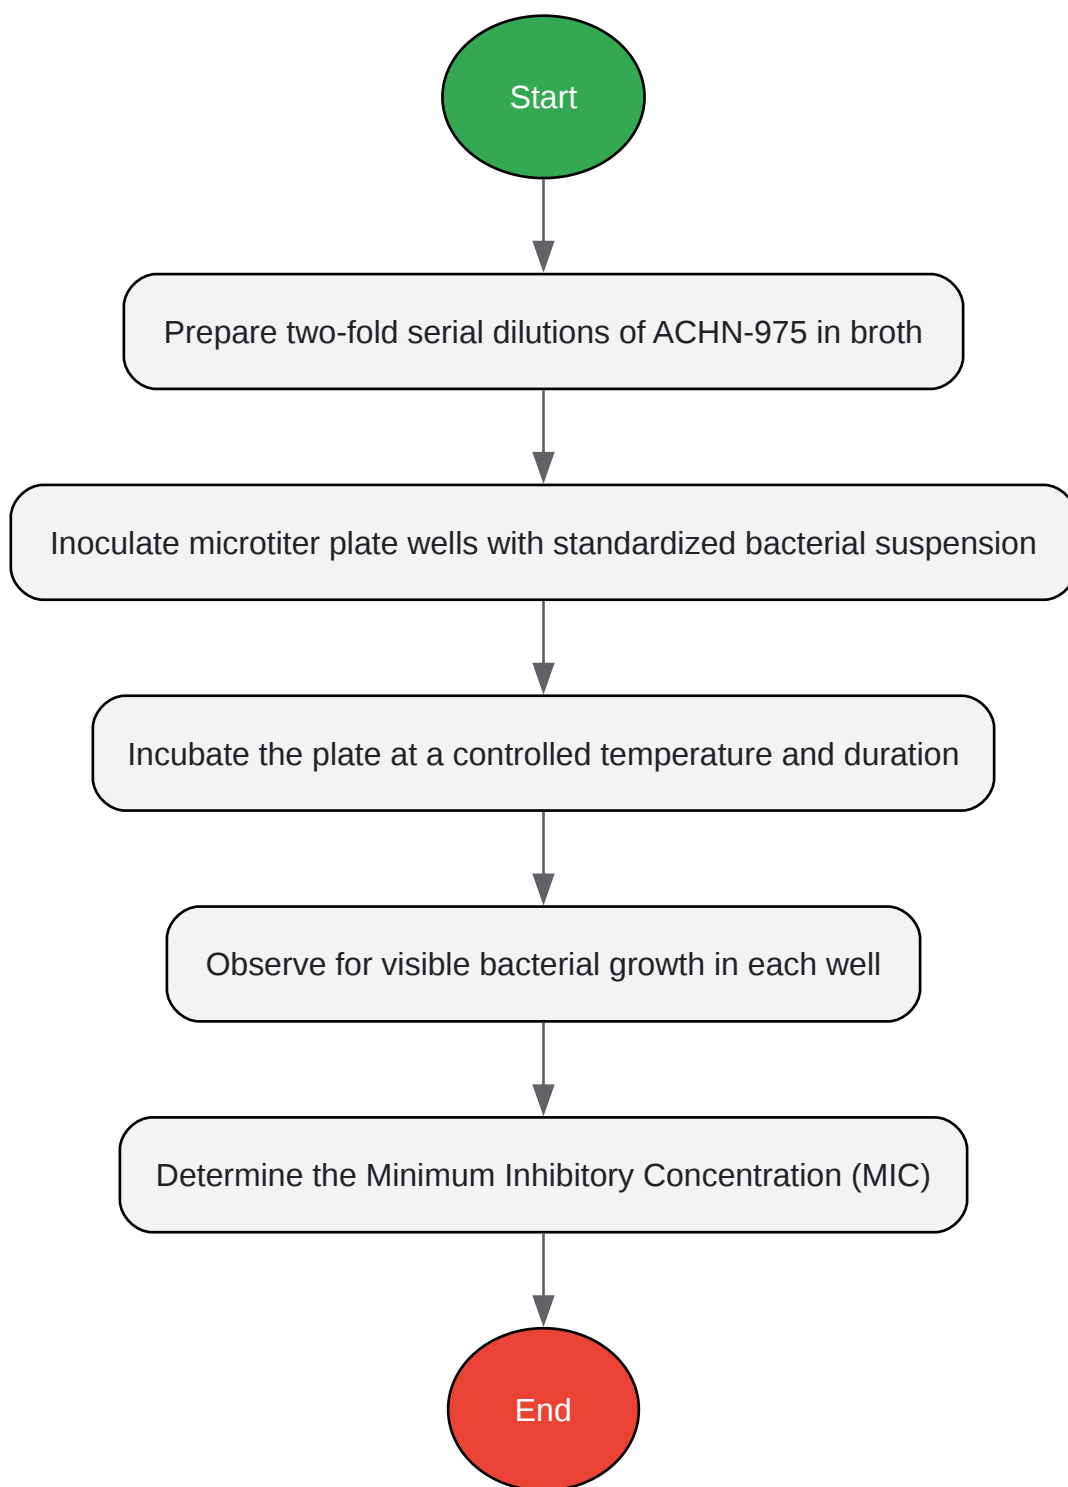 Start
Prepare two-fold serial dilutions of ACHN-975 in broth
Inoculate microtiter plate wells with standardized bacterial suspension
Incubate the plate at a controlled temperature and duration
Observe for visible bacterial growth in each well
Determine the Minimum Inhibitory Concentration (MIC)
End